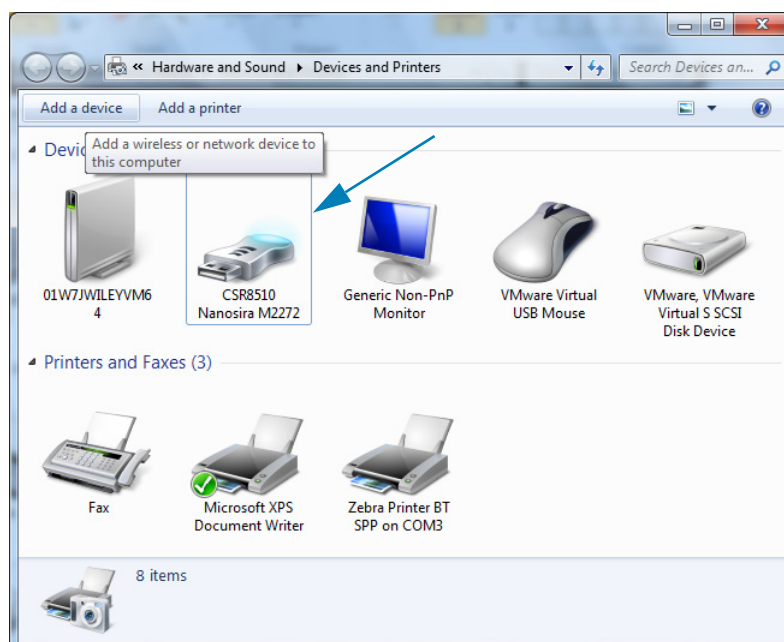 « Hardware and Sound ▸ Devices and Printers
Search Devices an...
Add a device
Add a printer
Add a wireless or network device to
this computer
Devic
01W7JWILEYVM6
4
CSR8510
Nanosira M2272
Generic Non-PnP
Monitor
VMware Virtual
USB Mouse
VMware, VMware
Virtual S SCSI
Disk Device
Printers and Faxes (3)
Fax
Microsoft XPS
Document Writer
Zebra Printer BT
SPP on COM3
8 items